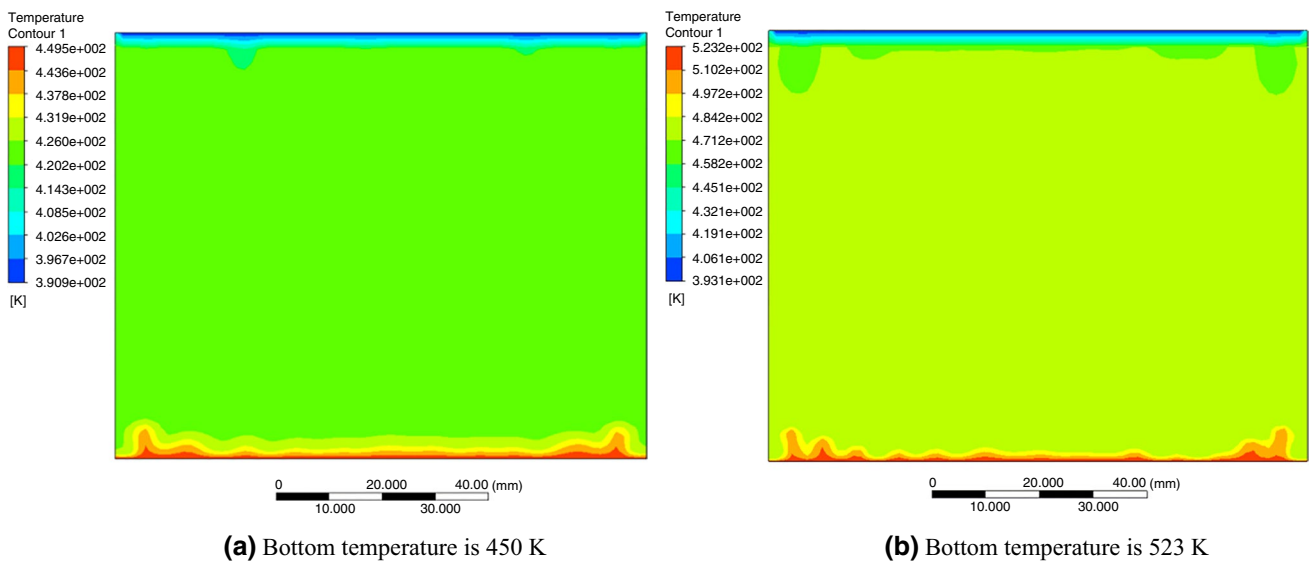 Temperature
Contour 1
4.495e+002
4.436e+002
4.378e+002
4.319e+002
4.260e+002
4.202e+002
4.143e+002
4.085e+002
4.026e+002
3.967e+002
3.909e+002
[K]
0 20.000 40.00 (mm)
10.000 30.000
(a) Bottom temperature is 450 K
Temperature
Contour 1
5.232e+002
5.102e+002
4.972e+002
4.842e+002
4.712e+002
4.582e+002
4.451e+002
4.321e+002
4.191e+002
4.061e+002
3.931e+002
[K]
0 20.000 40.00 (mm)
10.000 30.000
(b) Bottom temperature is 523 K